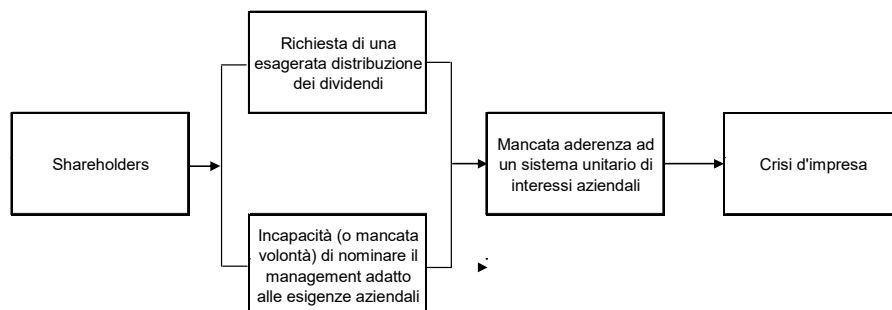 Richiesta di una
esagerata distribuzione
dei dividendi
Shareholders
Mancata aderenza ad
un sistema unitario di
interessi aziendali
Crisi d'impresa
Incapacità (o mancata
volontà) di nominare il
management adatto
alle esigenze aziendali